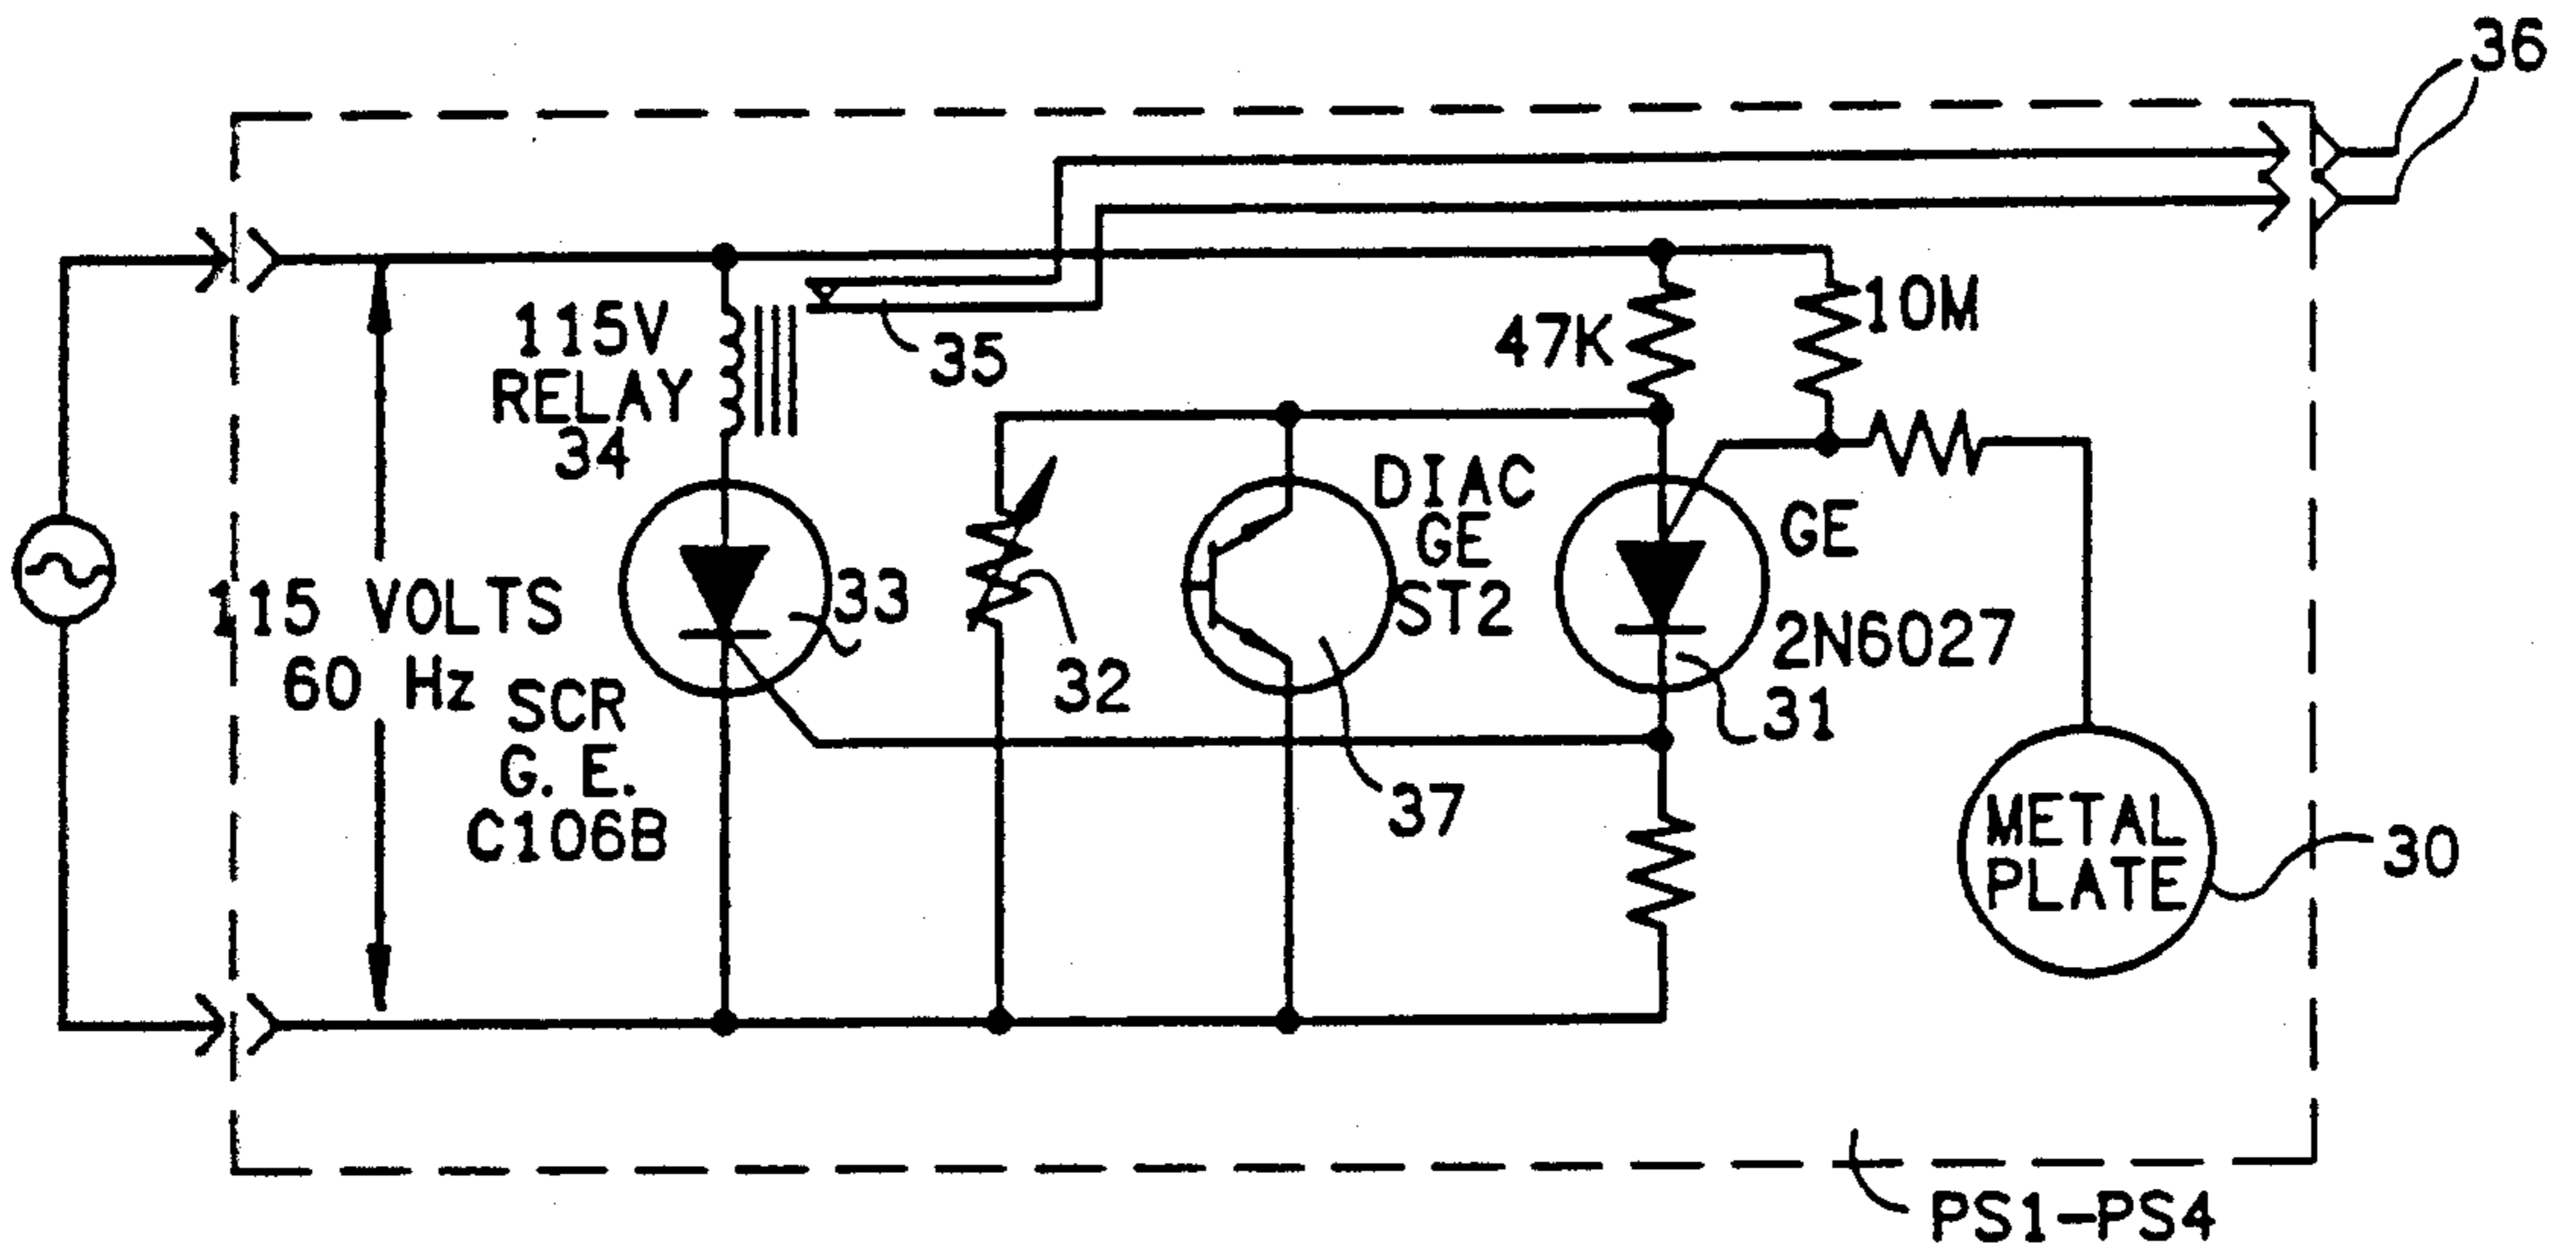 36
115V
RELAY
34
35
47K
10M
DIAC
GE
ST2
GE
2N6027
31
33
32
37
115 VOLTS
60 Hz
SCR
G. E.
C106B
METAL
PLATE
30
PS1-PS4